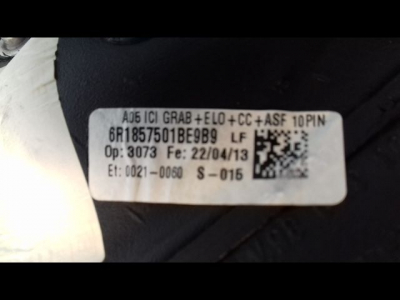 A05 ICI GRAB+ELO+CC+ASF 10PIN
6R1857501BE9B9 LF
Op: 3073 Fe: 22/04/13
Et: 0021-0060 S-015